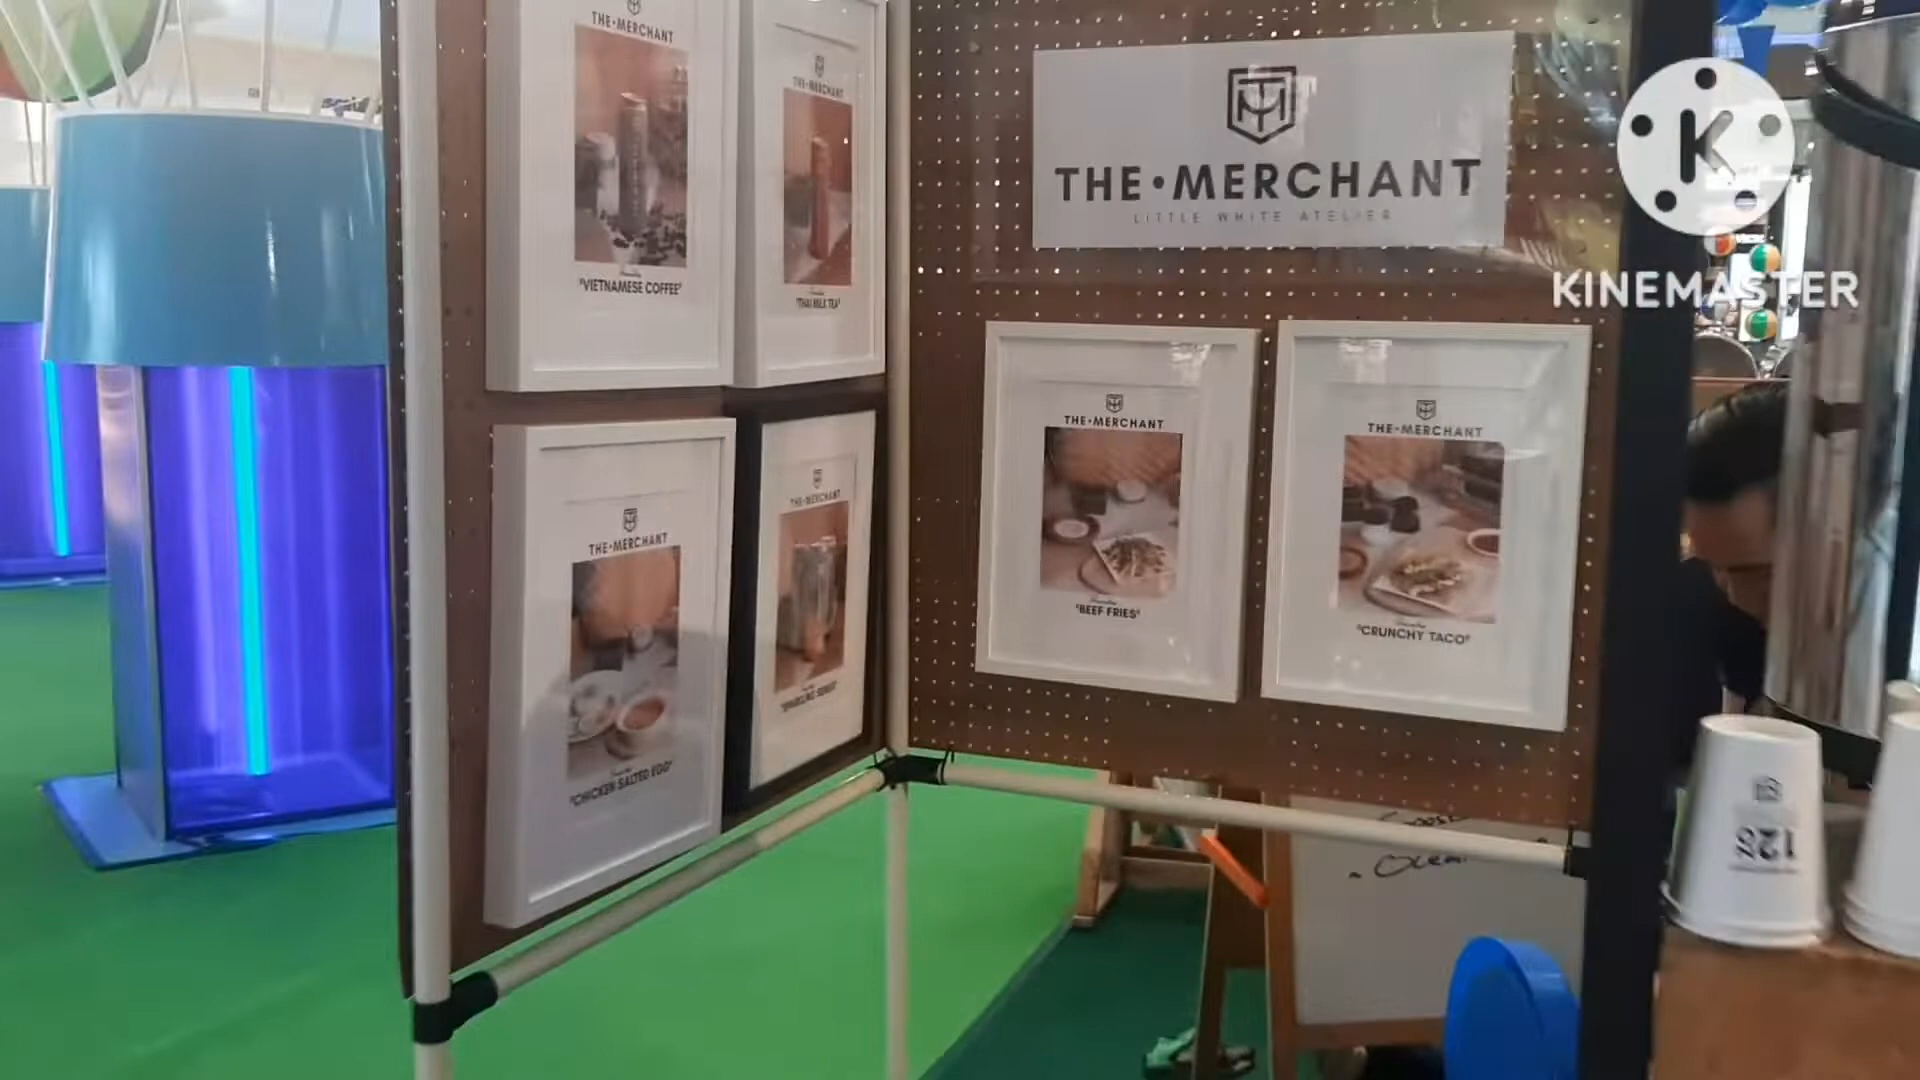 THE•MERCHANT
"VIETNAMESE COFFEE"
THE•MERCHANT
"THAI MILK TEA"
THE•MERCHANT
LITTLE WHITE ATELIER
KINEMASTER
THE•MERCHANT
"CHICKEN SALTED EGG"
THE•MERCHANT
THE•MERCHANT
"BEEF FRIES"
THE•MERCHANT
"CRUNCHY TACO"
128